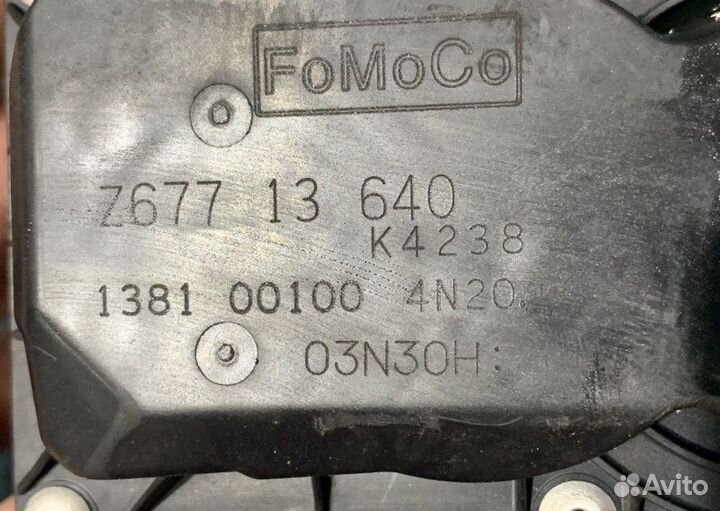 FoMoCo
Z677 13 640
K4238
1381 00100 4N20.
03N30H:
Avito